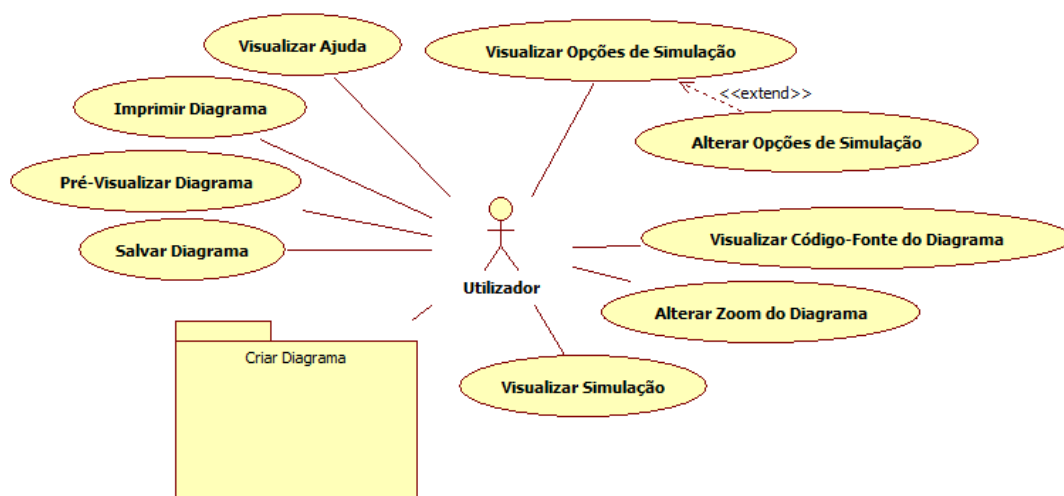 Visualizar Ajuda
Visualizar Opções de Simulação
<<extend>>
Imprimir Diagrama
Alterar Opções de Simulação
Pré-Visualizar Diagrama
Visualizar Código-Fonte do Diagrama
Salvar Diagrama
Utilizador
Alterar Zoom do Diagrama
Criar Diagrama
Visualizar Simulação